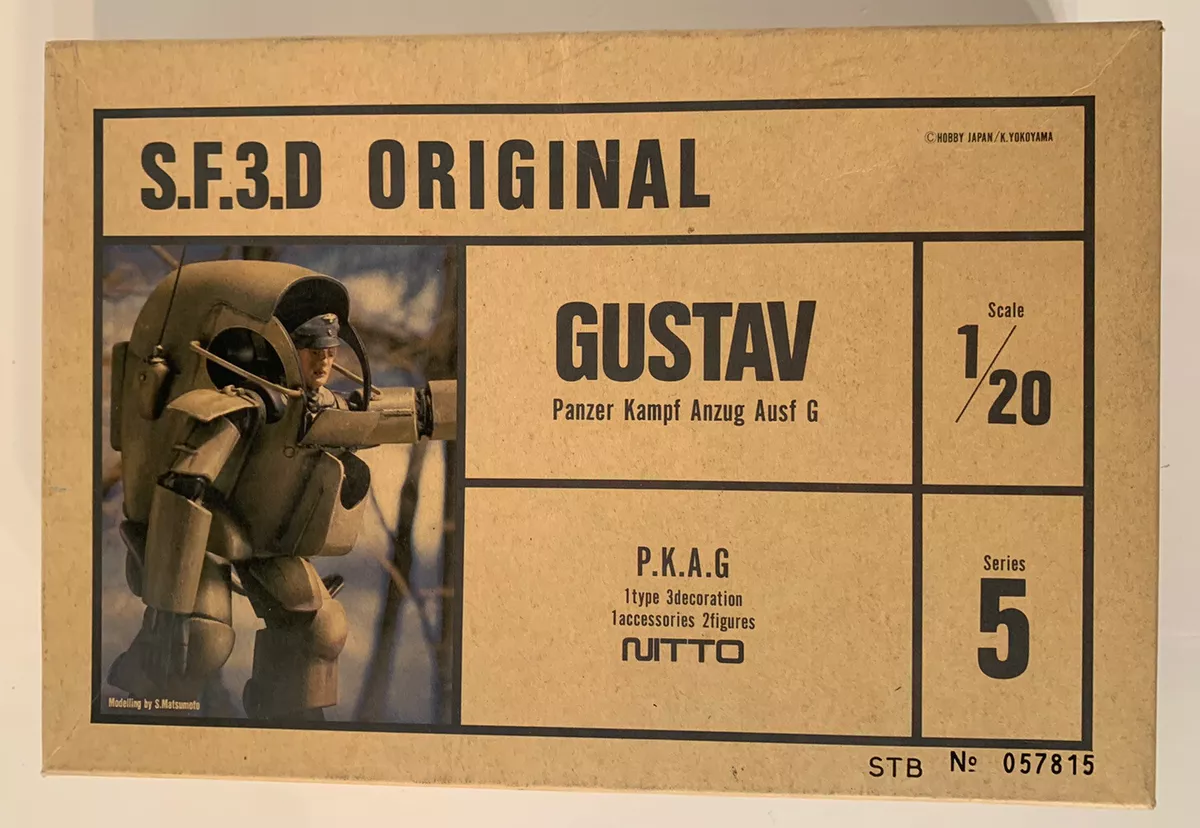 S.F.3.D ORIGINAL
©HOBBY JAPAN/K.YOKOYAMA
GUSTAV
Panzer Kampf Anzug Ausf G
Scale
1/20
P.K.A.G
1type 3decoration
1accessories 2figures
NITTO
Series
5
Modelling by S.Matsumoto
STB № 057815